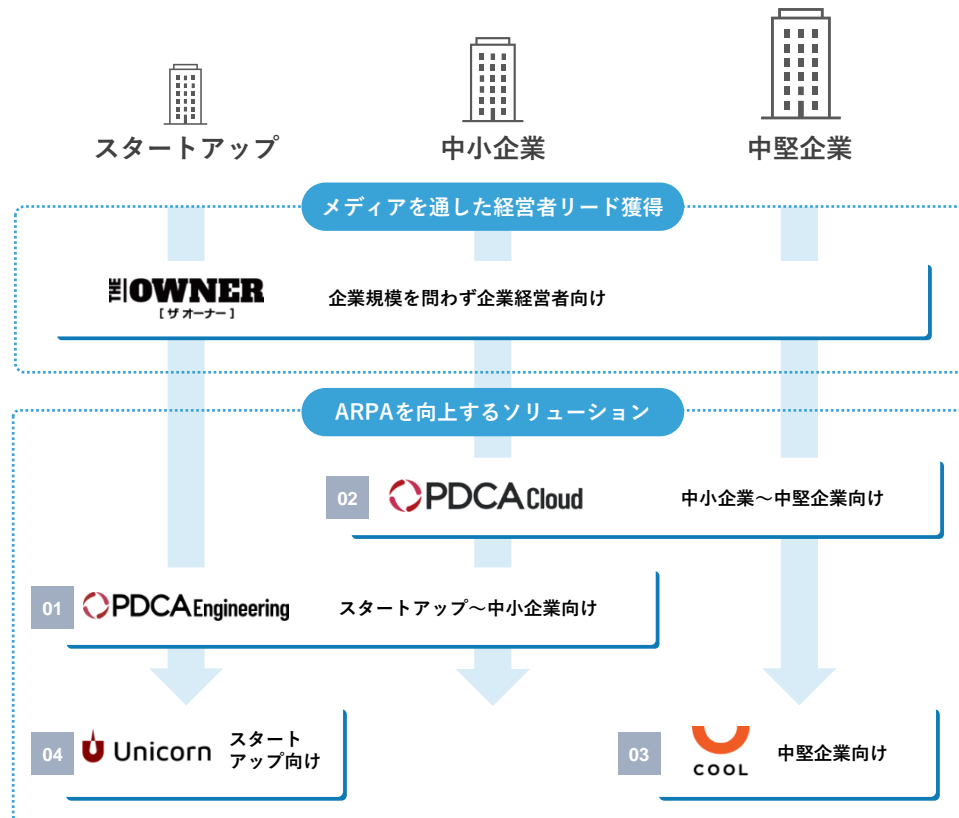 スタートアップ
中小企業
中堅企業
メディアを通した経営者リード獲得
THE OWNER
[ ザ オーナー ]
企業規模を問わず企業経営者向け
ARPAを向上するソリューション
02
PDCA Cloud
中小企業〜中堅企業向け
01
PDCA Engineering
スタートアップ〜中小企業向け
04
Unicorn
スタート
アップ向け
03
COOL
中堅企業向け